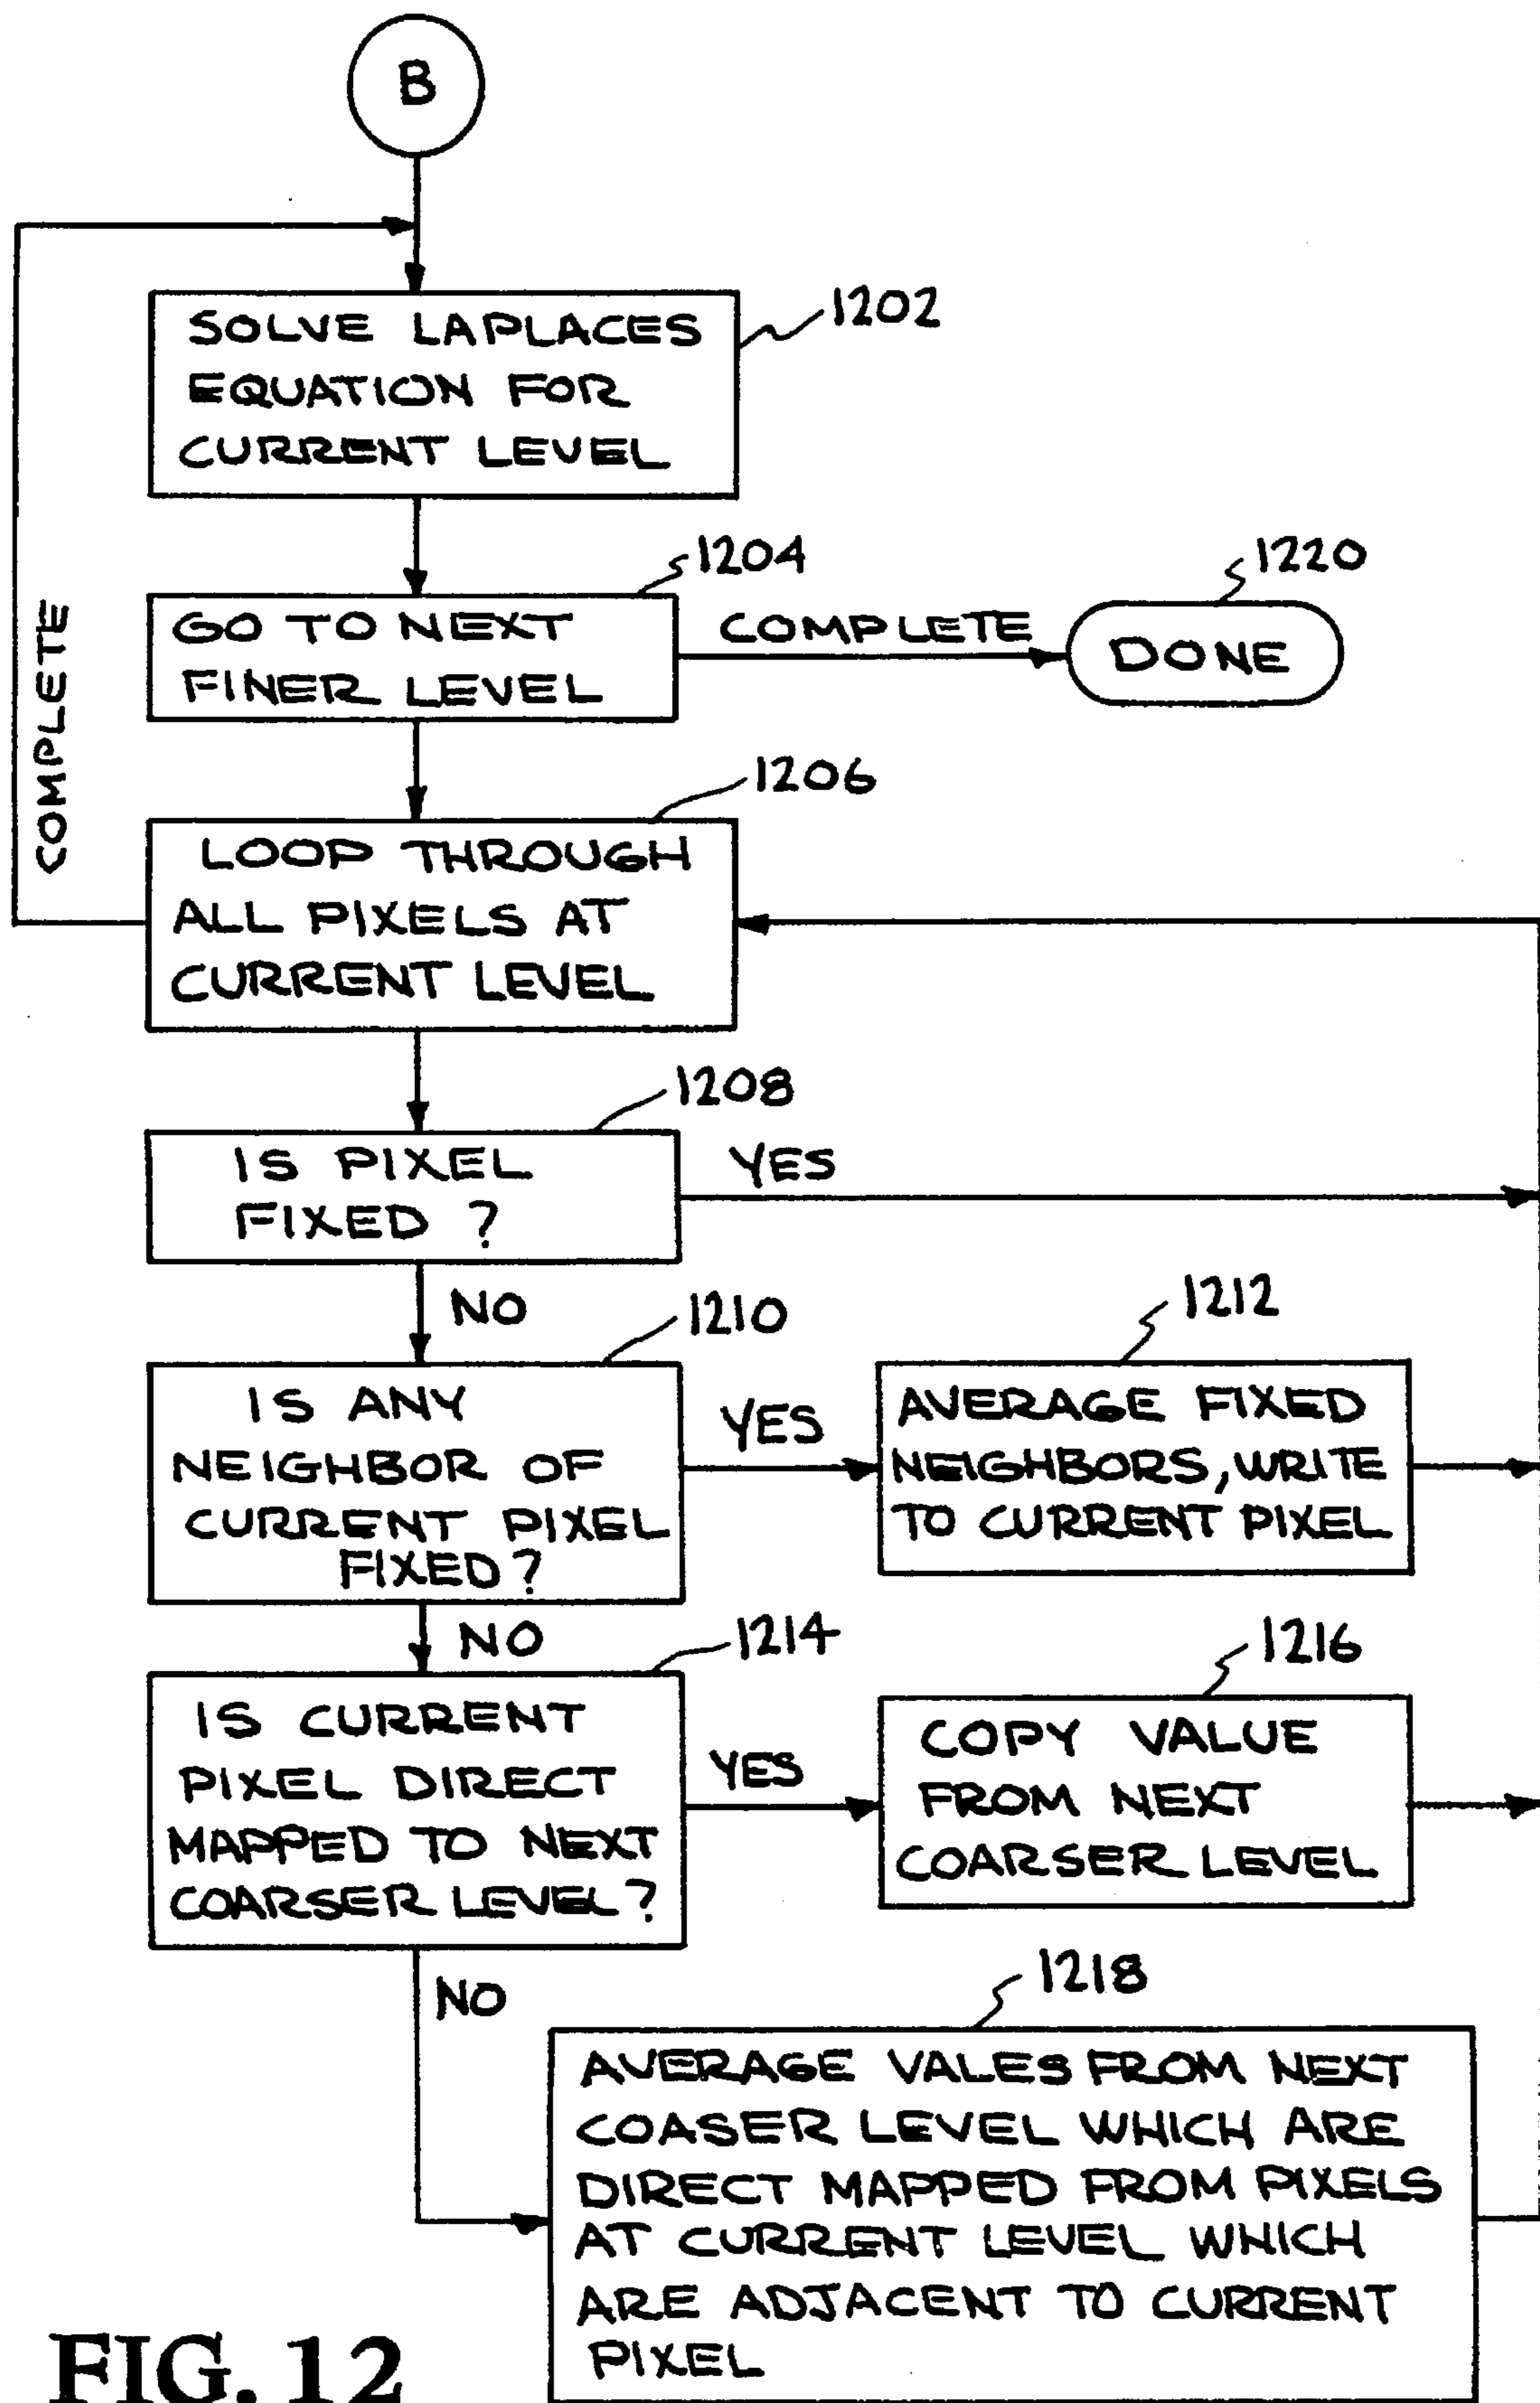 B
SOLVE LAPLACES
EQUATION FOR
CURRENT LEVEL
1202
GO TO NEXT
FINER LEVEL
1204
COMPLETE
DONE
1220
COMPLETE
LOOP THROUGH
ALL PIXELS AT
CURRENT LEVEL
1206
IS PIXEL
FIXED ?
1208
YES
NO
IS ANY
NEIGHBOR OF
CURRENT PIXEL
FIXED?
1210
YES
AVERAGE FIXED
NEIGHBORS, WRITE
TO CURRENT PIXEL
1212
NO
IS CURRENT
PIXEL DIRECT
MAPPED TO NEXT
COARSER LEVEL?
1214
YES
COPY VALUE
FROM NEXT
COARSER LEVEL
1216
NO
AVERAGE VALES FROM NEXT
COASER LEVEL WHICH ARE
DIRECT MAPPED FROM PIXELS
AT CURRENT LEVEL WHICH
ARE ADJACENT TO CURRENT
PIXEL
1218
FIG. 12